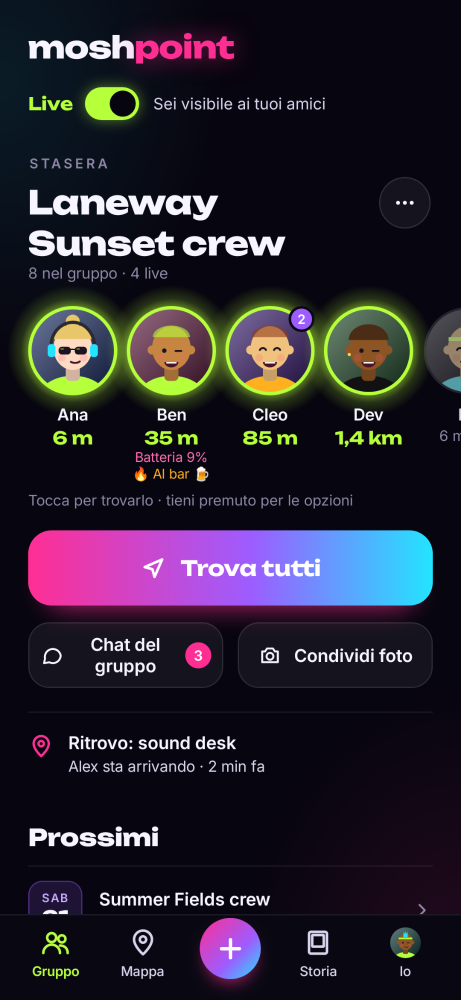 moshpoint
Live Sei visibile ai tuoi amici
STASERA
Laneway
Sunset crew
8 nel gruppo · 4 live
2
Ana Ben Cleo Dev
6 m 35 m 85 m 1,4 km 6 m
Batteria 9%
🔥 Al bar 🍺
Tocca per trovarlo · tieni premuto per le opzioni
Trova tutti
Chat del
gruppo
3
Condividi foto
Ritrovo: sound desk
Alex sta arrivando · 2 min fa
Prossimi
SAB
Summer Fields crew
Gruppo Mappa Storia Io